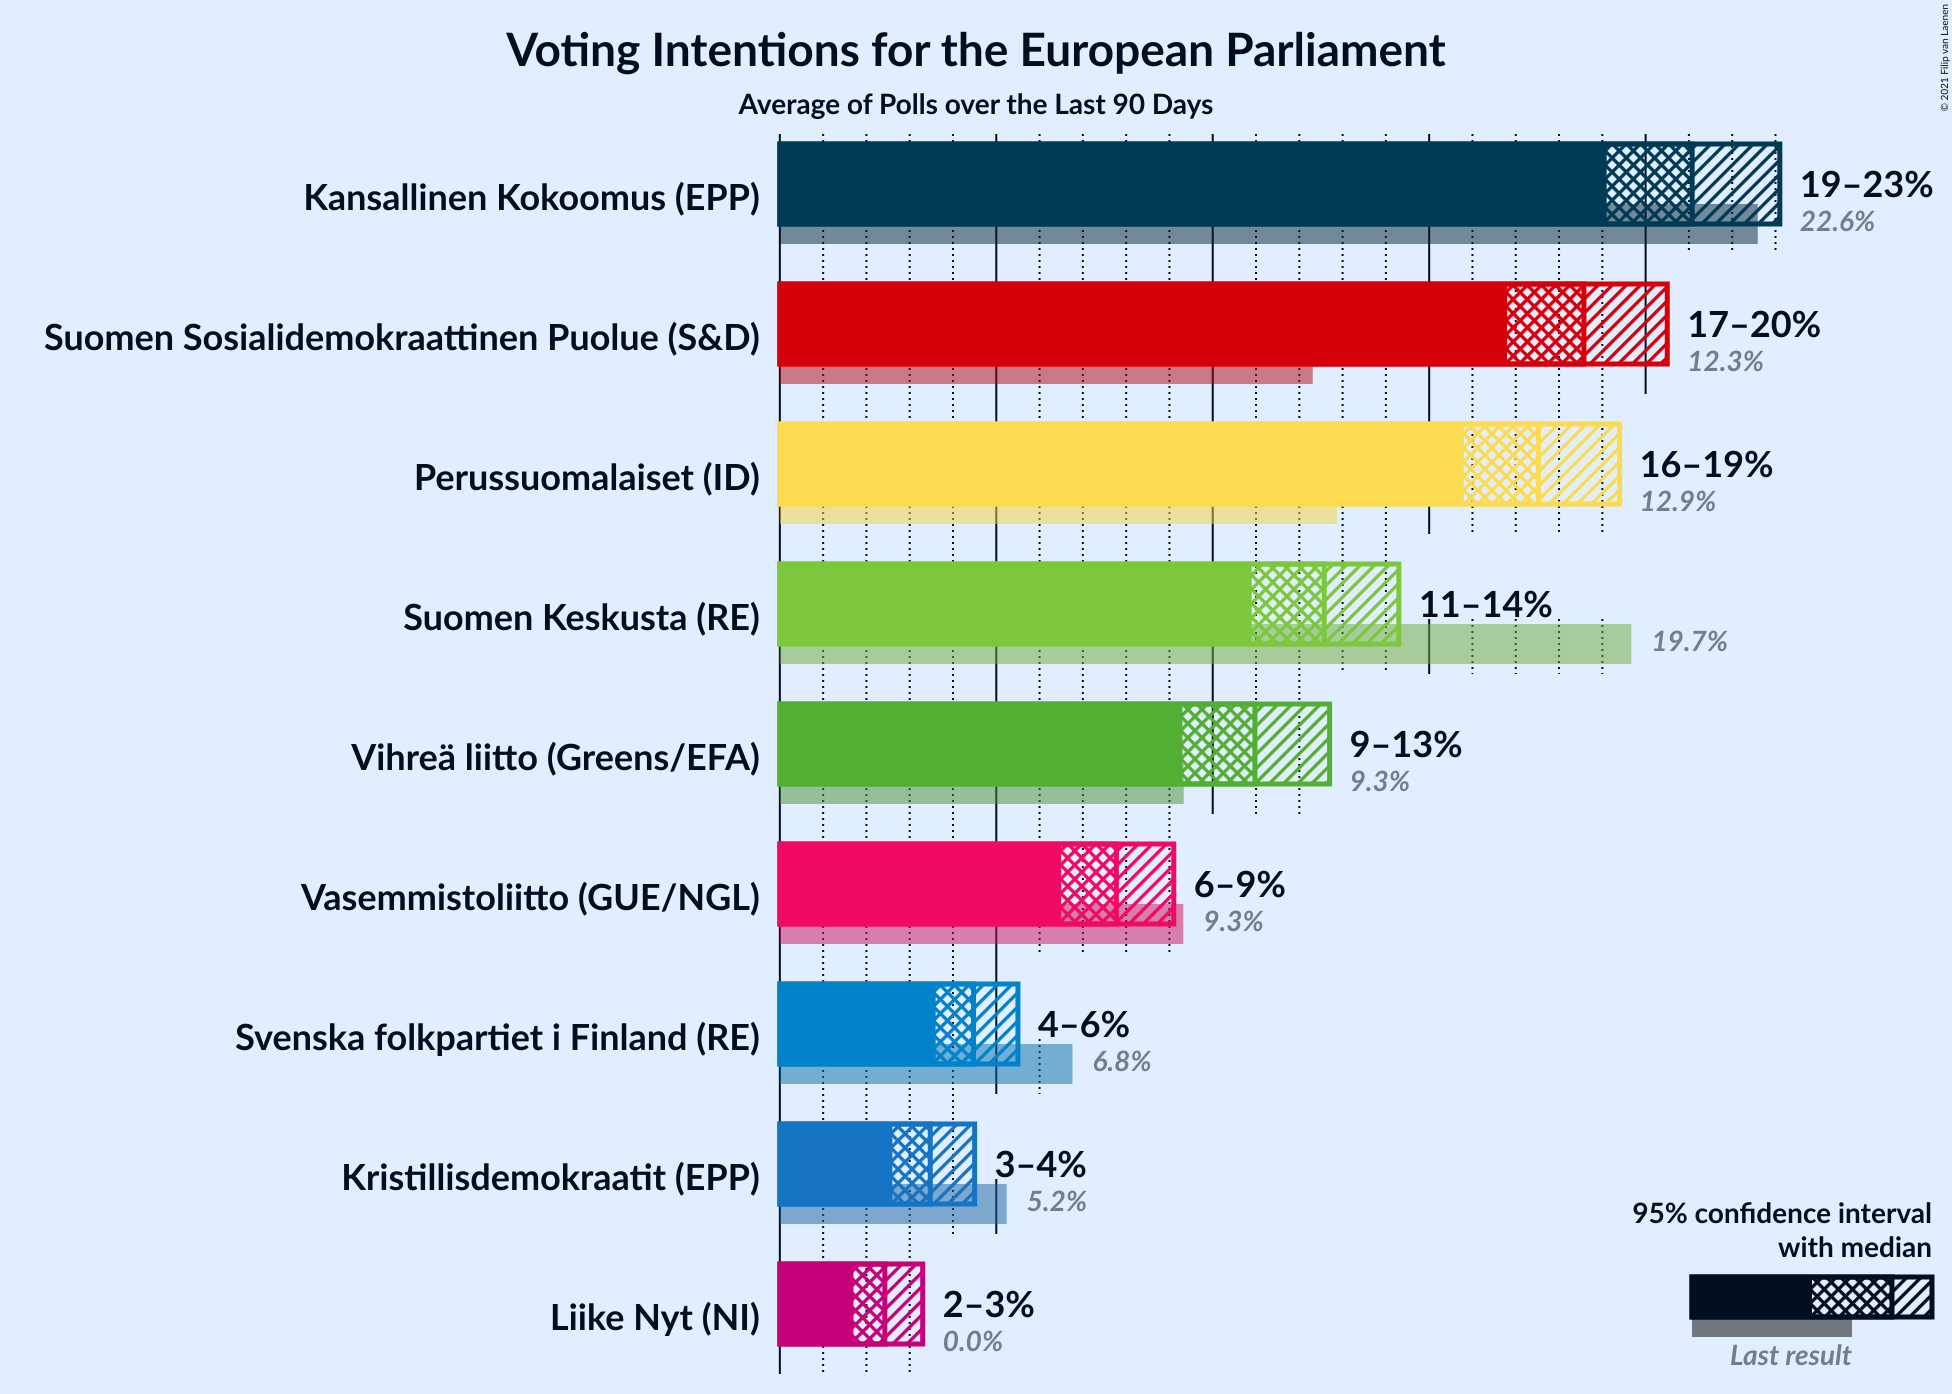 Voting Intentions for the European Parliament
Average of Polls over the Last 90 Days
© 2021 Filip van Laenen
Kansallinen Kokoomus (EPP)
19–23%
22.6%
Suomen Sosialidemokraattinen Puolue (S&D)
17–20%
12.3%
Perussuomalaiset (ID)
16–19%
12.9%
Suomen Keskusta (RE)
11–14%
19.7%
Vihreä liitto (Greens/EFA)
9–13%
9.3%
Vasemmistoliitto (GUE/NGL)
6–9%
9.3%
Svenska folkpartiet i Finland (RE)
4–6%
6.8%
Kristillisdemokraatit (EPP)
3–4%
5.2%
Liike Nyt (NI)
2–3%
0.0%
95% confidence interval
with median
Last result